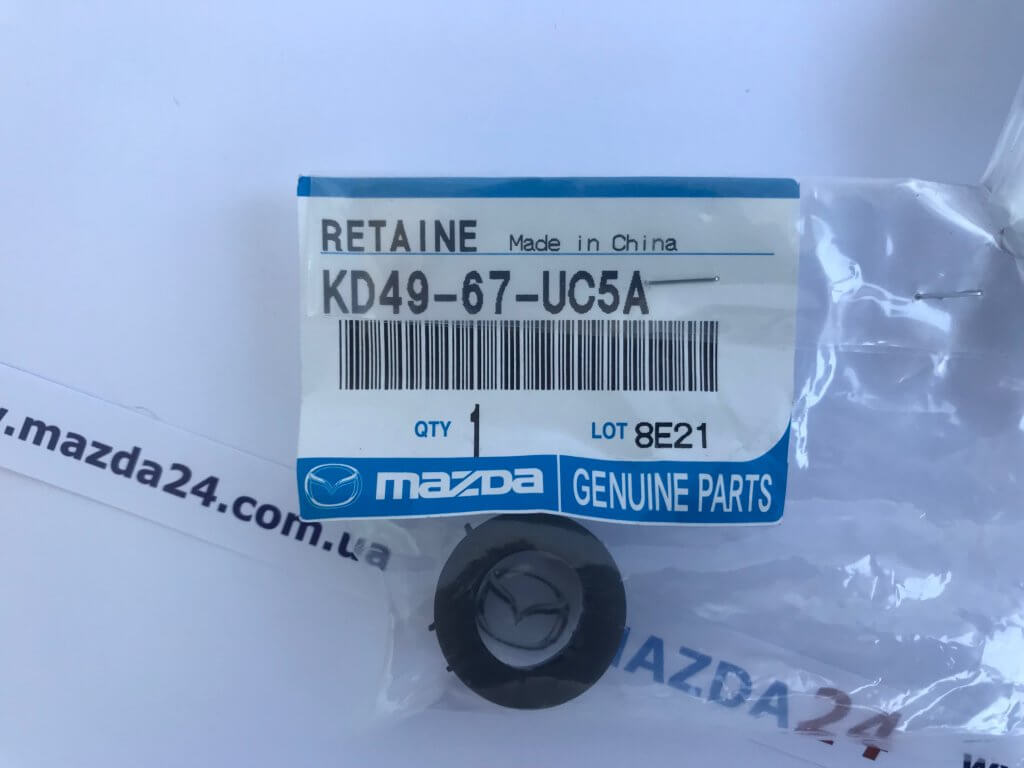 RETAINE Made in China
KD49-67-UC5A
QTY 1 LOT 8E21
mazda GENUINE PARTS
.mazda24.com.ua
MAZDA24